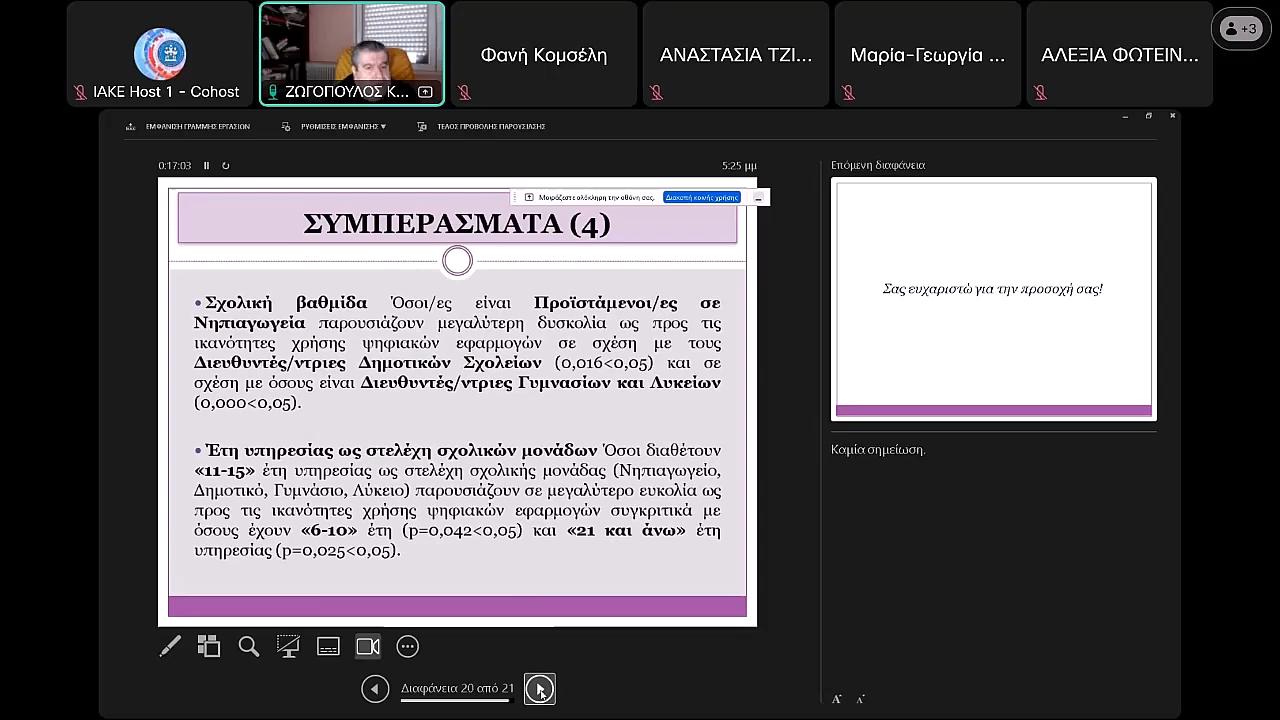 IAKE Host 1 - Cohost
ΖΩΓΟΠΟΥΛΟΣ Κ...
Φανή Κομσέλη
ΑΝΑΣΤΑΣΙΑ ΤΖΙ...
Μαρία-Γεωργία ...
ΑΛΕΞΙΑ ΦΩΤΕΙΝ...
+3
ΕΜΦΑΝΙΣΗ ΓΡΑΜΜΗΣ ΕΡΓΑΣΙΩΝ
ΡΥΘΜΙΣΕΙΣ ΕΜΦΑΝΙΣΗΣ ▼
ΤΕΛΟΣ ΠΡΟΒΟΛΗΣ ΠΑΡΟΥΣΙΑΣΗΣ
0:17:03
5:25 μμ
Μοιράζεστε ολόκληρη την οθόνη σας.
Διακοπή κοινής χρήσης
ΣΥΜΠΕΡΑΣΜΑΤΑ (4)
•Σχολική βαθμίδα Όσοι/ες είναι Προϊστάμενοι/ες σε
Νηπιαγωγεία παρουσιάζουν μεγαλύτερη δυσκολία ως προς τις
ικανότητες χρήσης ψηφιακών εφαρμογών σε σχέση με τους
Διευθυντές/ντριες Δημοτικών Σχολείων (0,016<0,05) και σε
σχέση με όσους είναι Διευθυντές/ντριες Γυμνασίων και Λυκείων
(0,000<0,05).
• Έτη υπηρεσίας ως στελέχη σχολικών μονάδων Όσοι διαθέτουν
«11-15» έτη υπηρεσίας ως στελέχη σχολικής μονάδας (Νηπιαγωγείο,
Δημοτικό, Γυμνάσιο, Λύκειο) παρουσιάζουν σε μεγαλύτερο ευκολία ως
προς τις ικανότητες χρήσης ψηφιακών εφαρμογών συγκριτικά με
όσους έχουν «6-10» έτη (p=0,042<0,05) και «21 και άνω» έτη
υπηρεσίας (p=0,025<0,05).
Διαφάνεια 20 από 21
Επόμενη διαφάνεια
Σας ευχαριστώ για την προσοχή σας!
Καμία σημείωση.
A A